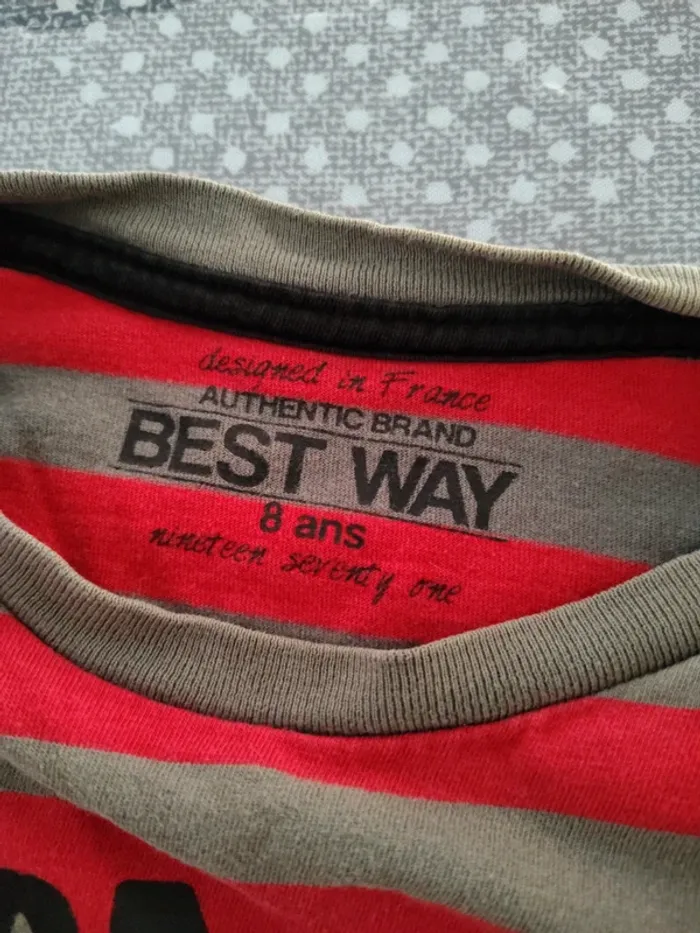 designed in France
AUTHENTIC BRAND
BEST WAY
8 ans
nineteen seventy one